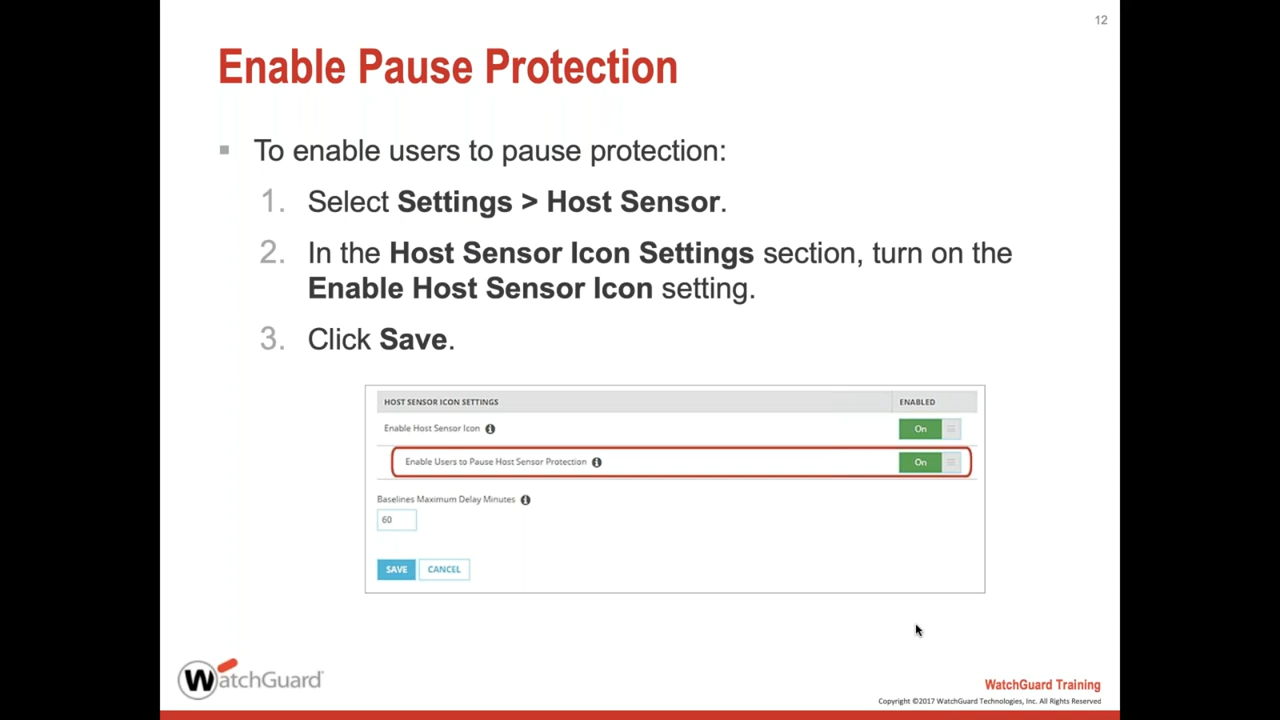 12
Enable Pause Protection
To enable users to pause protection:
1. Select Settings > Host Sensor.
2. In the Host Sensor Icon Settings section, turn on the
Enable Host Sensor Icon setting.
3. Click Save.
HOST SENSOR ICON SETTINGS ENABLED
Enable Host Sensor Icon On
Enable Users to Pause Host Sensor Protection On
Baselines Maximum Delay Minutes
60
SAVE CANCEL
WatchGuard
WatchGuard Training
Copyright ©2017 WatchGuard Technologies, Inc. All Rights Reserved